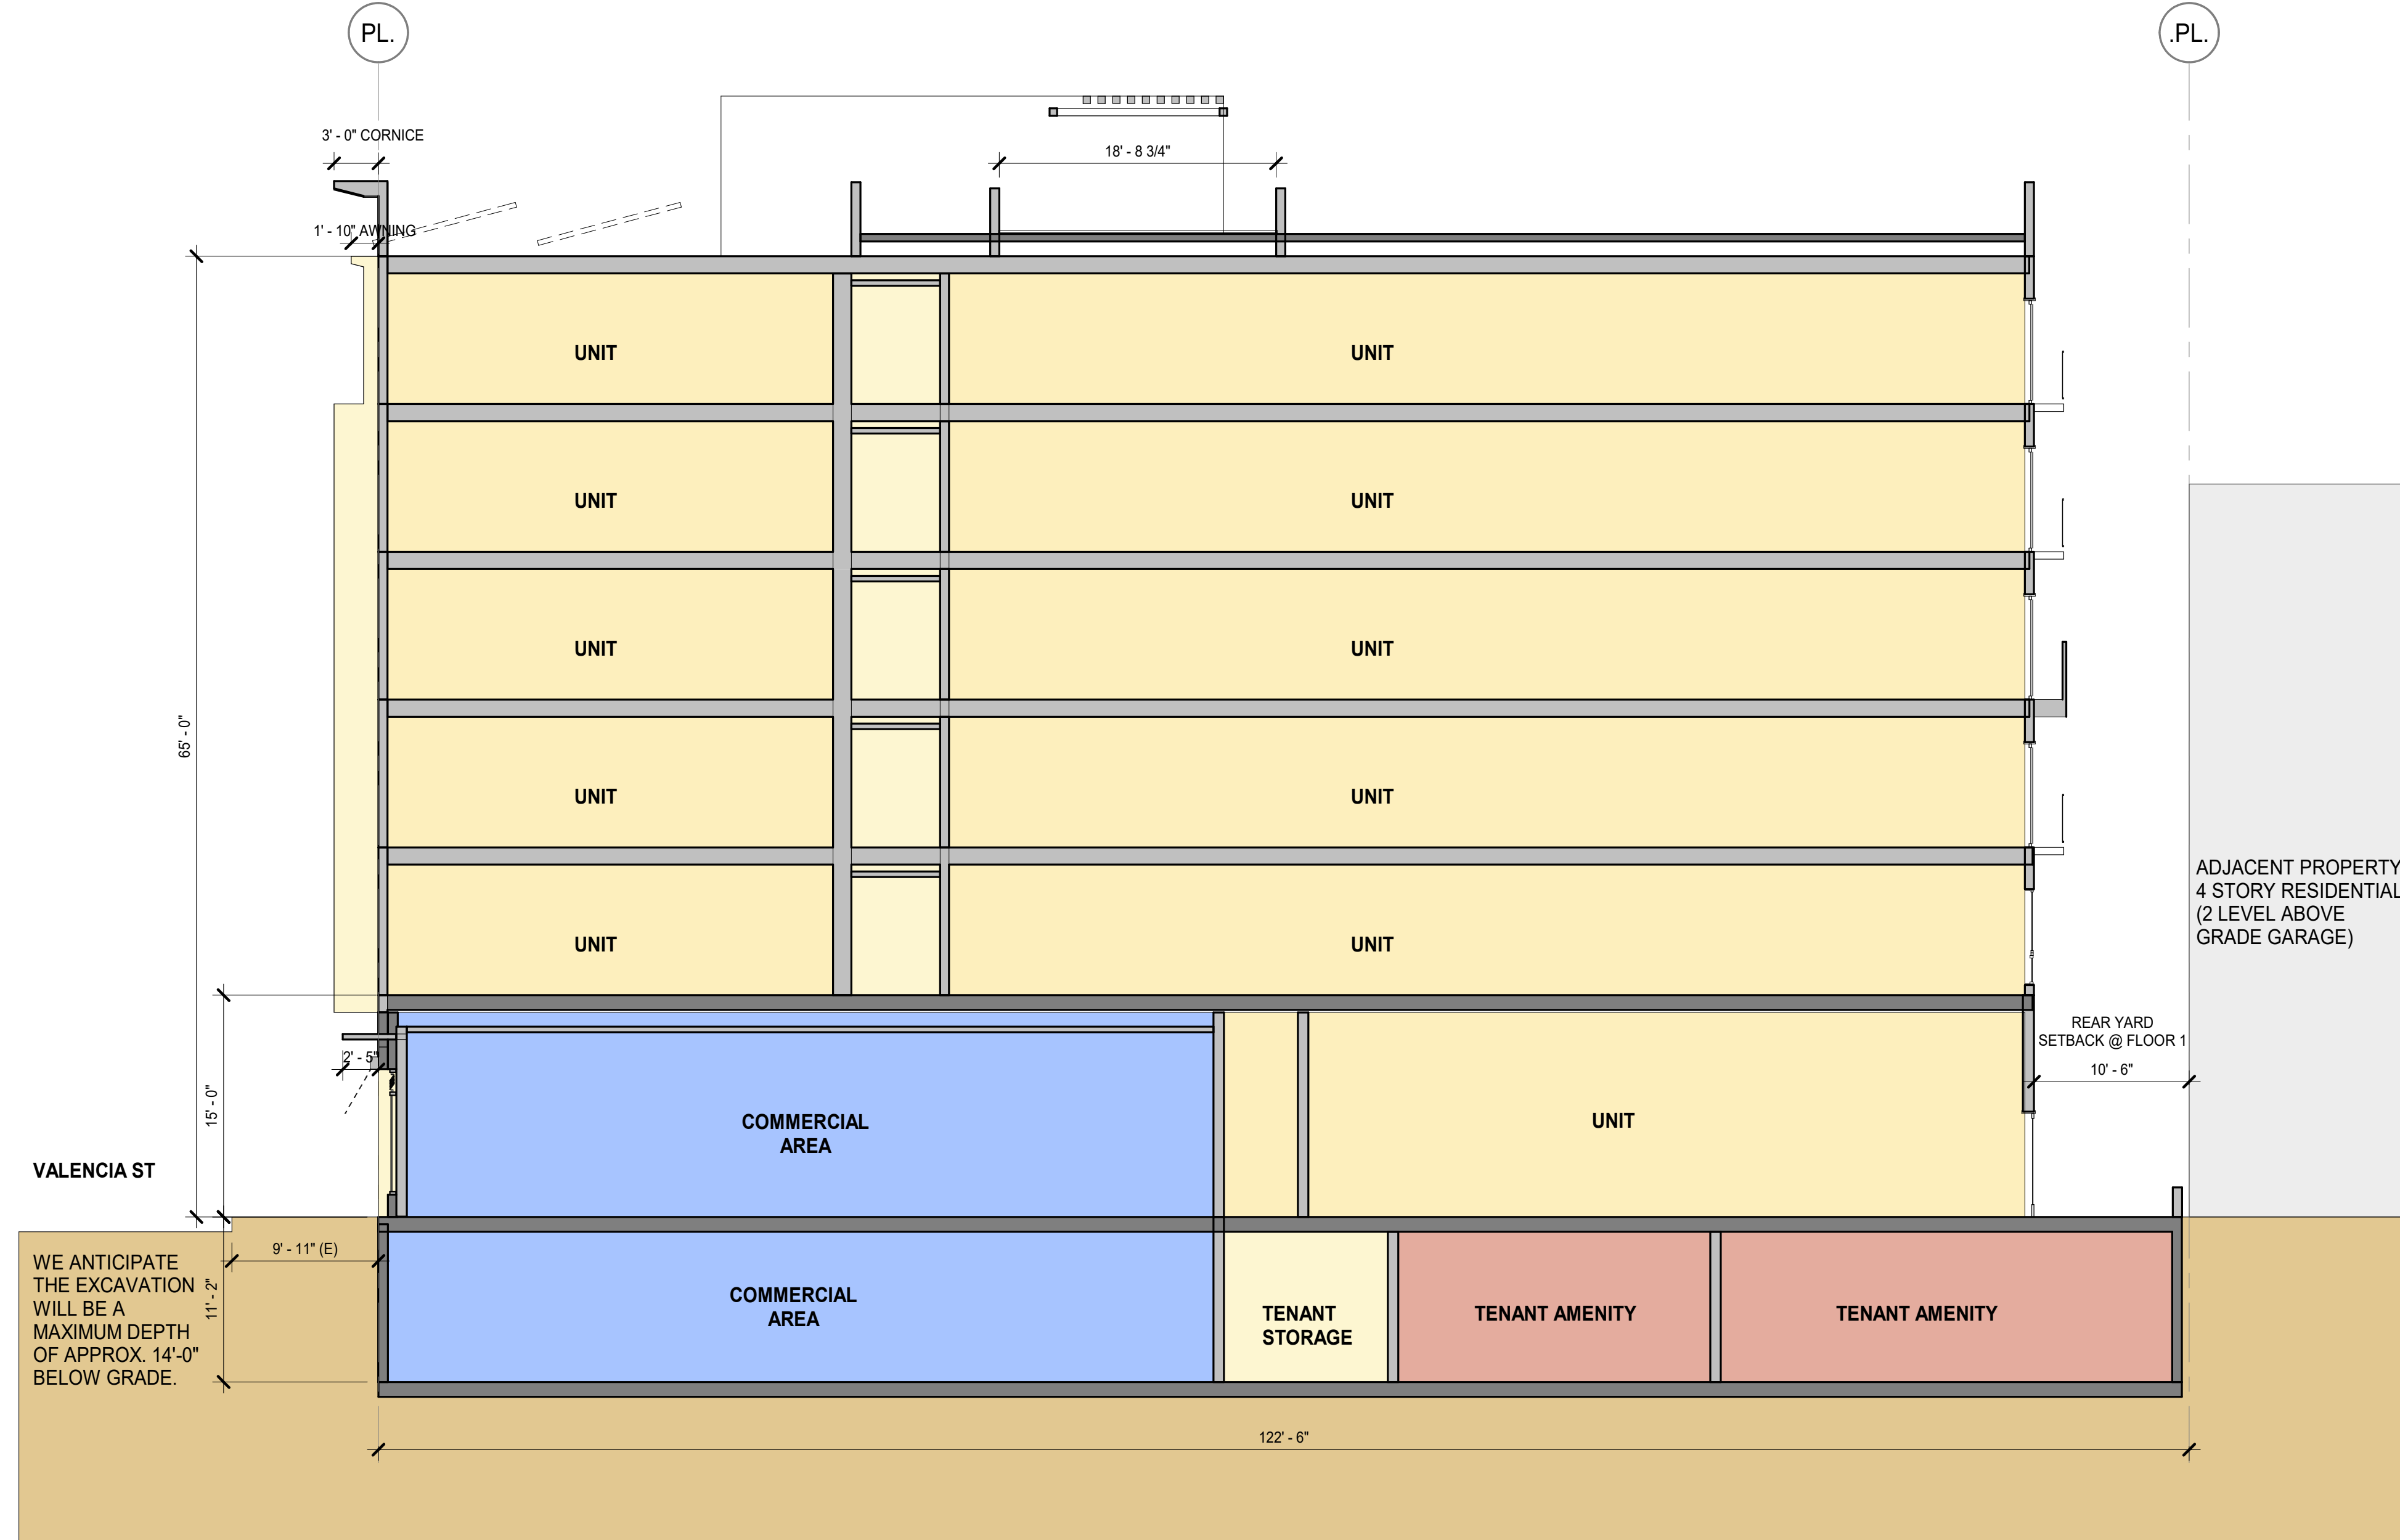 PL.
.PL.
3' - 0" CORNICE
18' - 8 3/4"
1' - 10" AWNING
UNIT
UNIT
UNIT
UNIT
UNIT
UNIT
65' - 0"
UNIT
UNIT
ADJACENT PROPERTY
4 STORY RESIDENTIAL
(2 LEVEL ABOVE
GRADE GARAGE)
UNIT
UNIT
REAR YARD
SETBACK @ FLOOR 1
2' - 5"
10' - 6"
15' - 0"
COMMERCIAL
AREA
UNIT
VALENCIA ST
9' - 11" (E)
WE ANTICIPATE
THE EXCAVATION
WILL BE A
MAXIMUM DEPTH
OF APPROX. 14'-0"
BELOW GRADE.
11' - 2"
COMMERCIAL
AREA
TENANT
STORAGE
TENANT AMENITY
TENANT AMENITY
122' - 6"